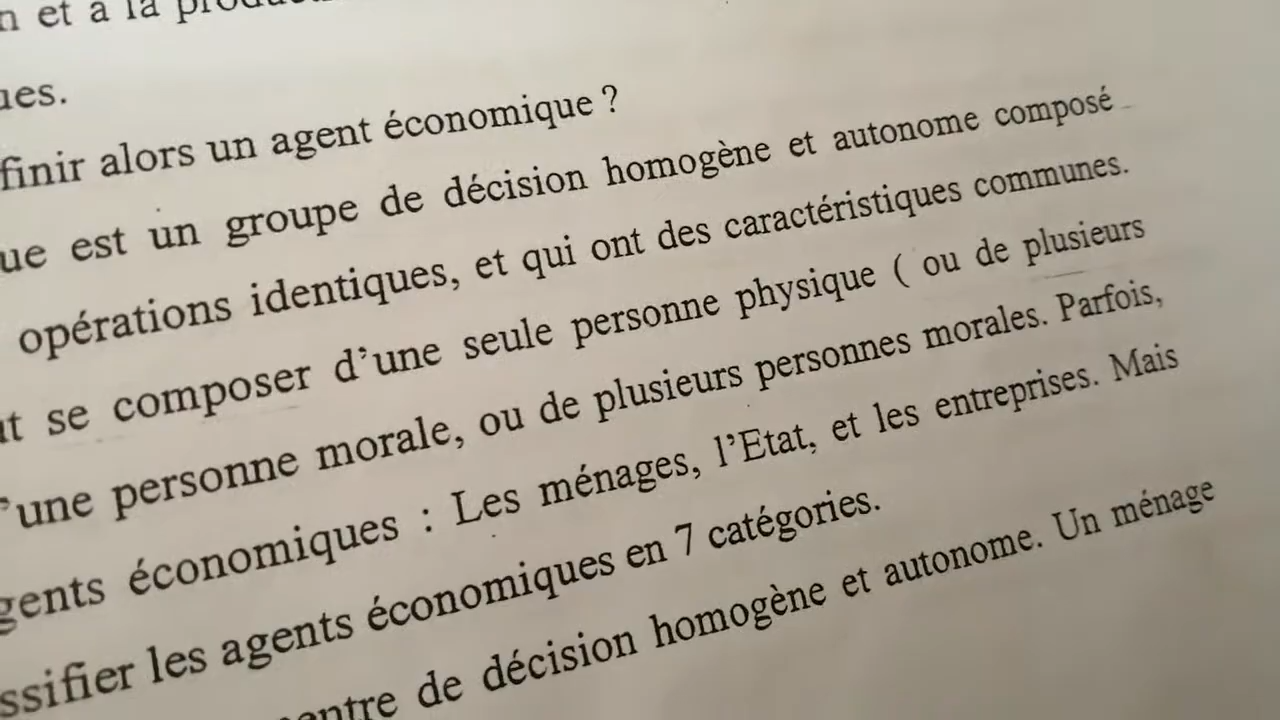 n et à la
ues.
finir alors un agent économique ?
ue est un groupe de décision homogène et autonome composé
opérations identiques, et qui ont des caractéristiques communes.
ut se composer d'une seule personne physique ( ou de plusieurs
'une personne morale, ou de plusieurs personnes morales. Parfois,
gents économiques : Les ménages, l'Etat, et les entreprises. Mais
ssifier les agents économiques en 7 catégories.
entre de décision homogène et autonome. Un ménage